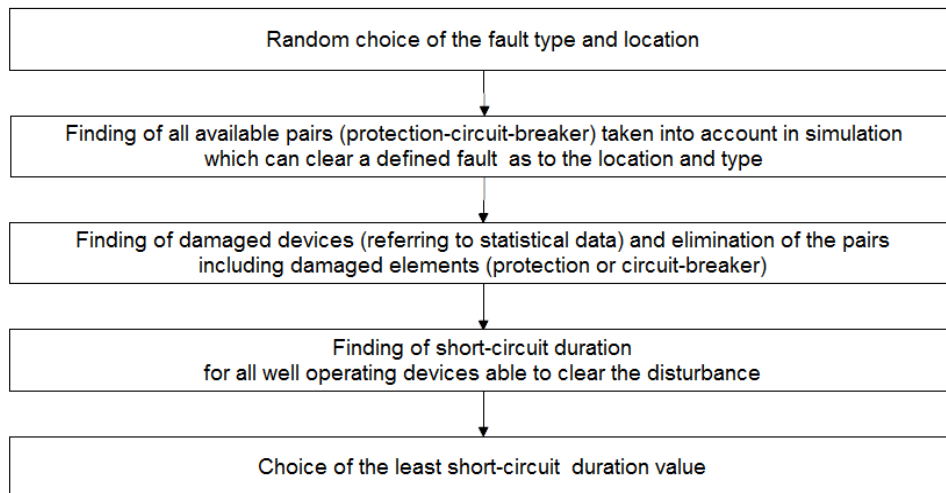 Random choice of the fault type and location
Finding of all available pairs (protection-circuit-breaker) taken into account in simulation
which can clear a defined fault as to the location and type
Finding of damaged devices (referring to statistical data) and elimination of the pairs
including damaged elements (protection or circuit-breaker)
Finding of short-circuit duration
for all well operating devices able to clear the disturbance
Choice of the least short-circuit duration value